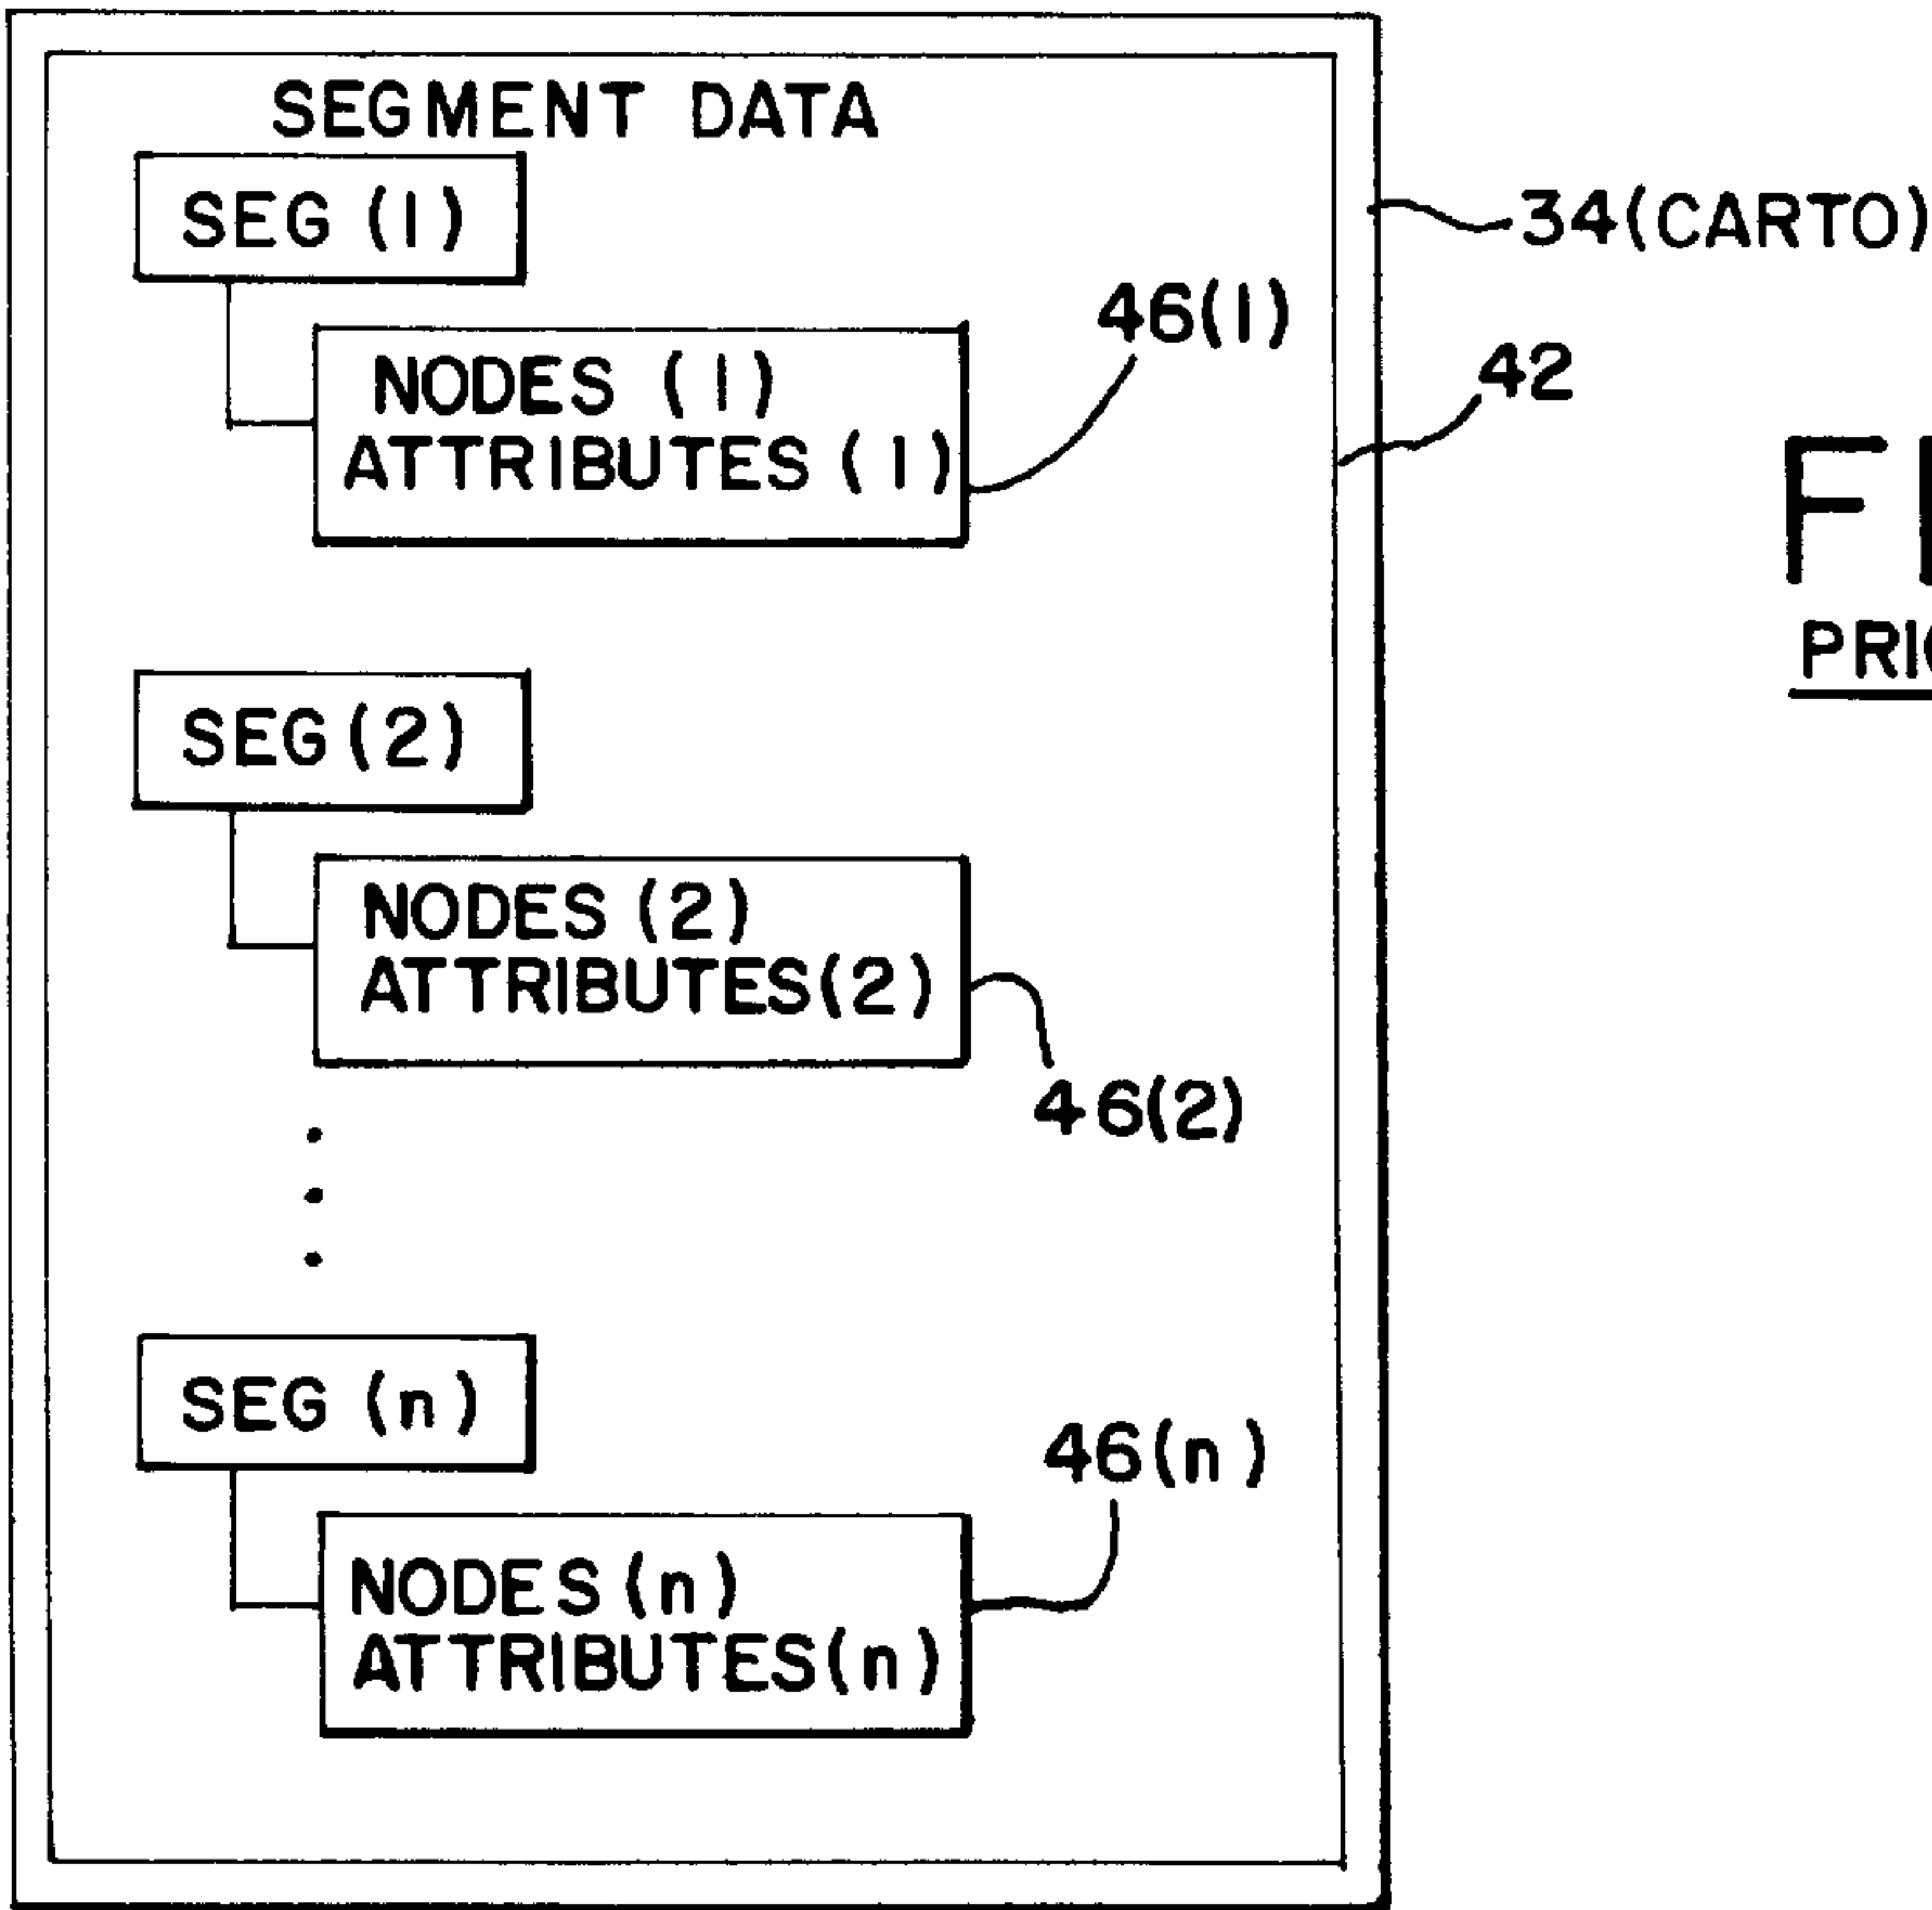 SEGMENT DATA
SEG (1)
34(CARTO)
46(1)
NODES (1)
ATTRIBUTES (1)
42
SEG (2)
NODES (2)
ATTRIBUTES(2)
46(2)
SEG (n)
46(n)
NODES (n)
ATTRIBUTES(n)